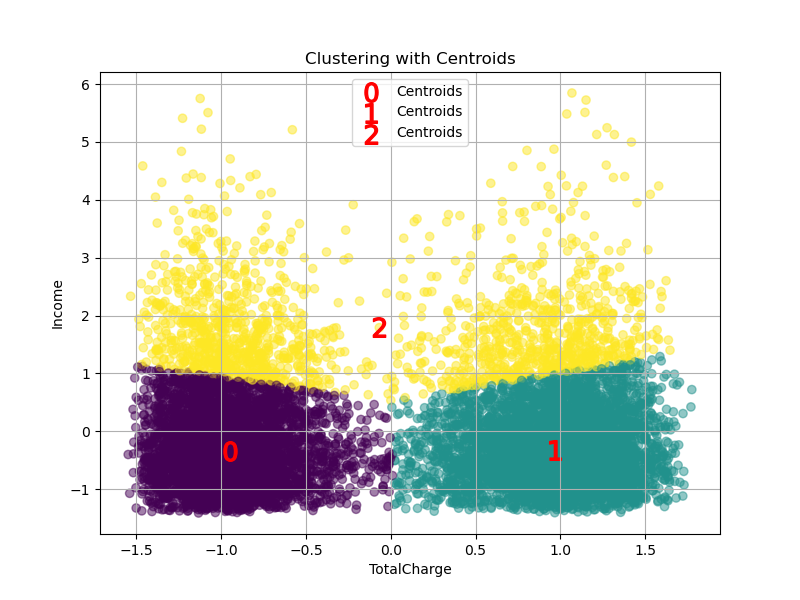 Clustering with Centroids
0 Centroids
1 Centroids
2 Centroids
6
5
4
3
2
1
0
−1
Income
2
0
1
−1.5 −1.0 −0.5 0.0 0.5 1.0 1.5
TotalCharge